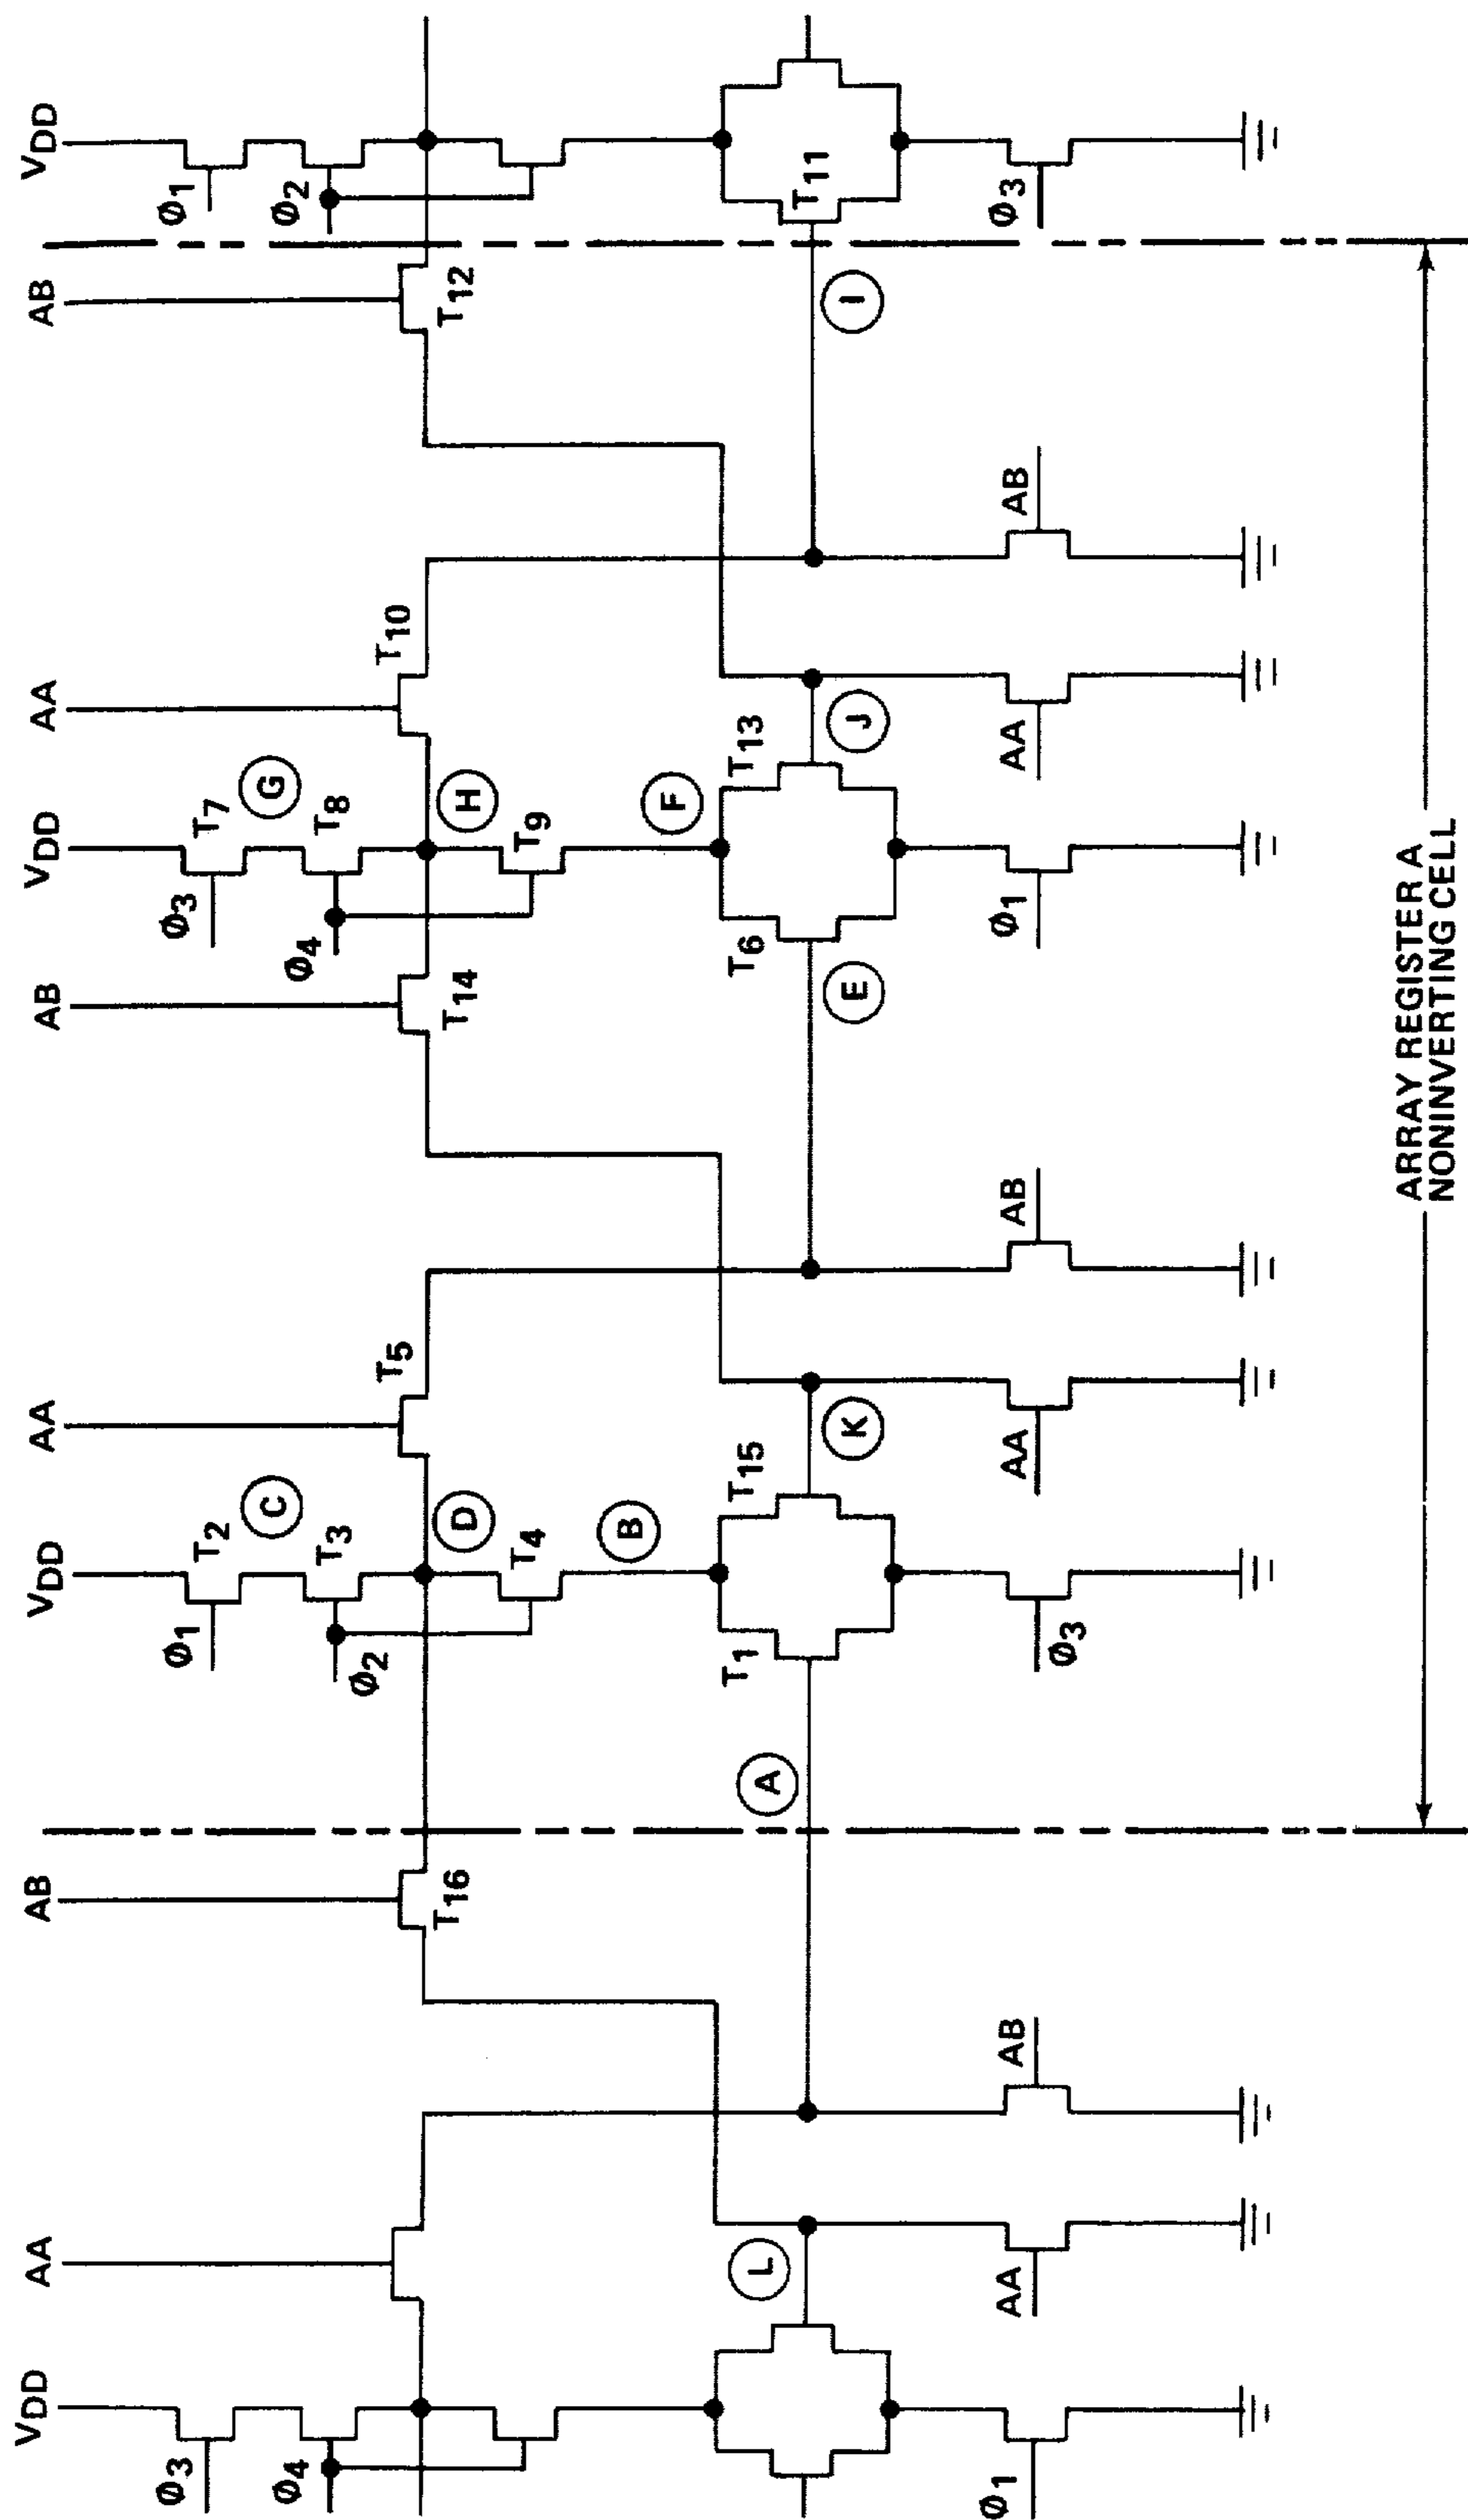 VDD
AA
AB
VDD
AA
AB
VDD
AA
AB
VDD
Ø3
Ø1
T2
C
Ø3
T7
G
Ø1
Ø4
Ø2
T3
Ø4
T8
Ø2
T16
D
T5
T14
H
T10
T12
T4
T9
B
F
L
A
T1
T15
K
E
T6
T13
J
I
T11
Ø1
AA
AB
Ø3
AA
AB
Ø1
AA
AB
Ø3
ARRAY REGISTER A
NONINVERTING CELL